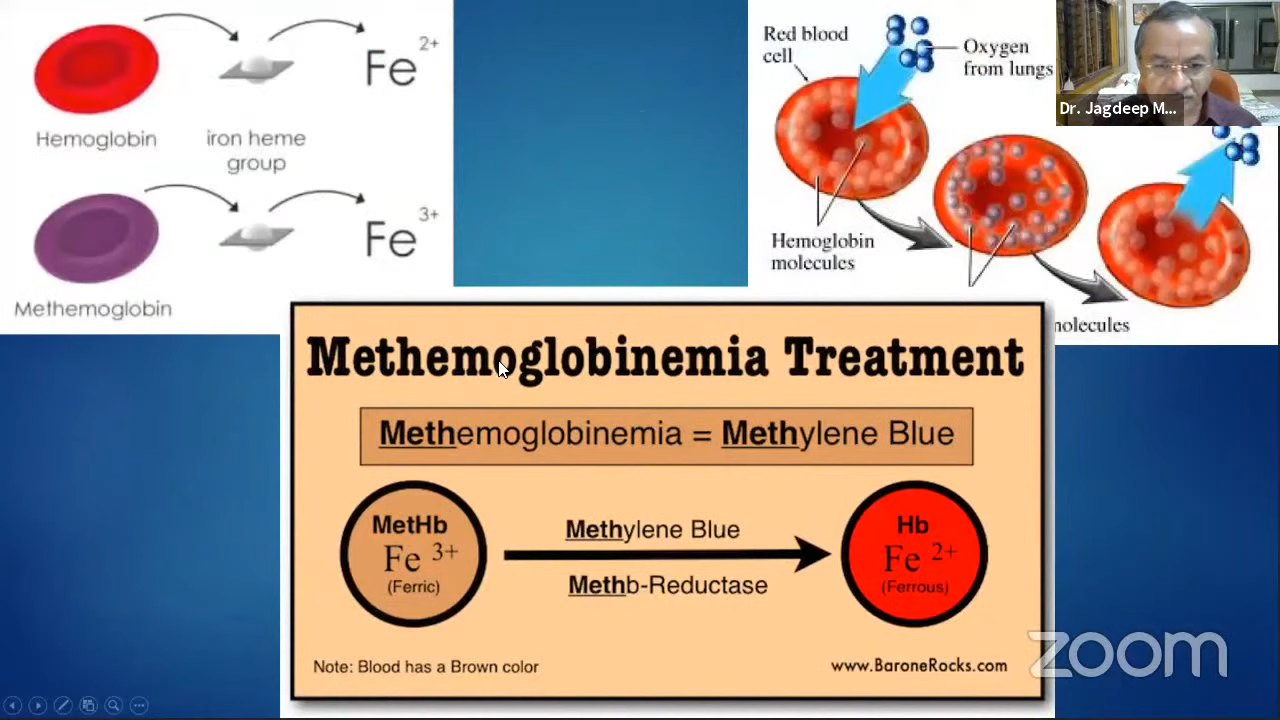 Hemoglobin
iron heme
group
Fe 2+
Methemoglobin
Fe 3+
Red blood
cell
Oxygen
from lungs
Hemoglobin
molecules
nolecules
Dr. Jagdeep M...
Methemoglobinemia Treatment
Methemoglobinemia = Methylene Blue
MetHb
Fe 3+
(Ferric)
Methylene Blue
Methb-Reductase
Hb
Fe 2+
(Ferrous)
Note: Blood has a Brown color
www.BaroneRocks.com
zoom